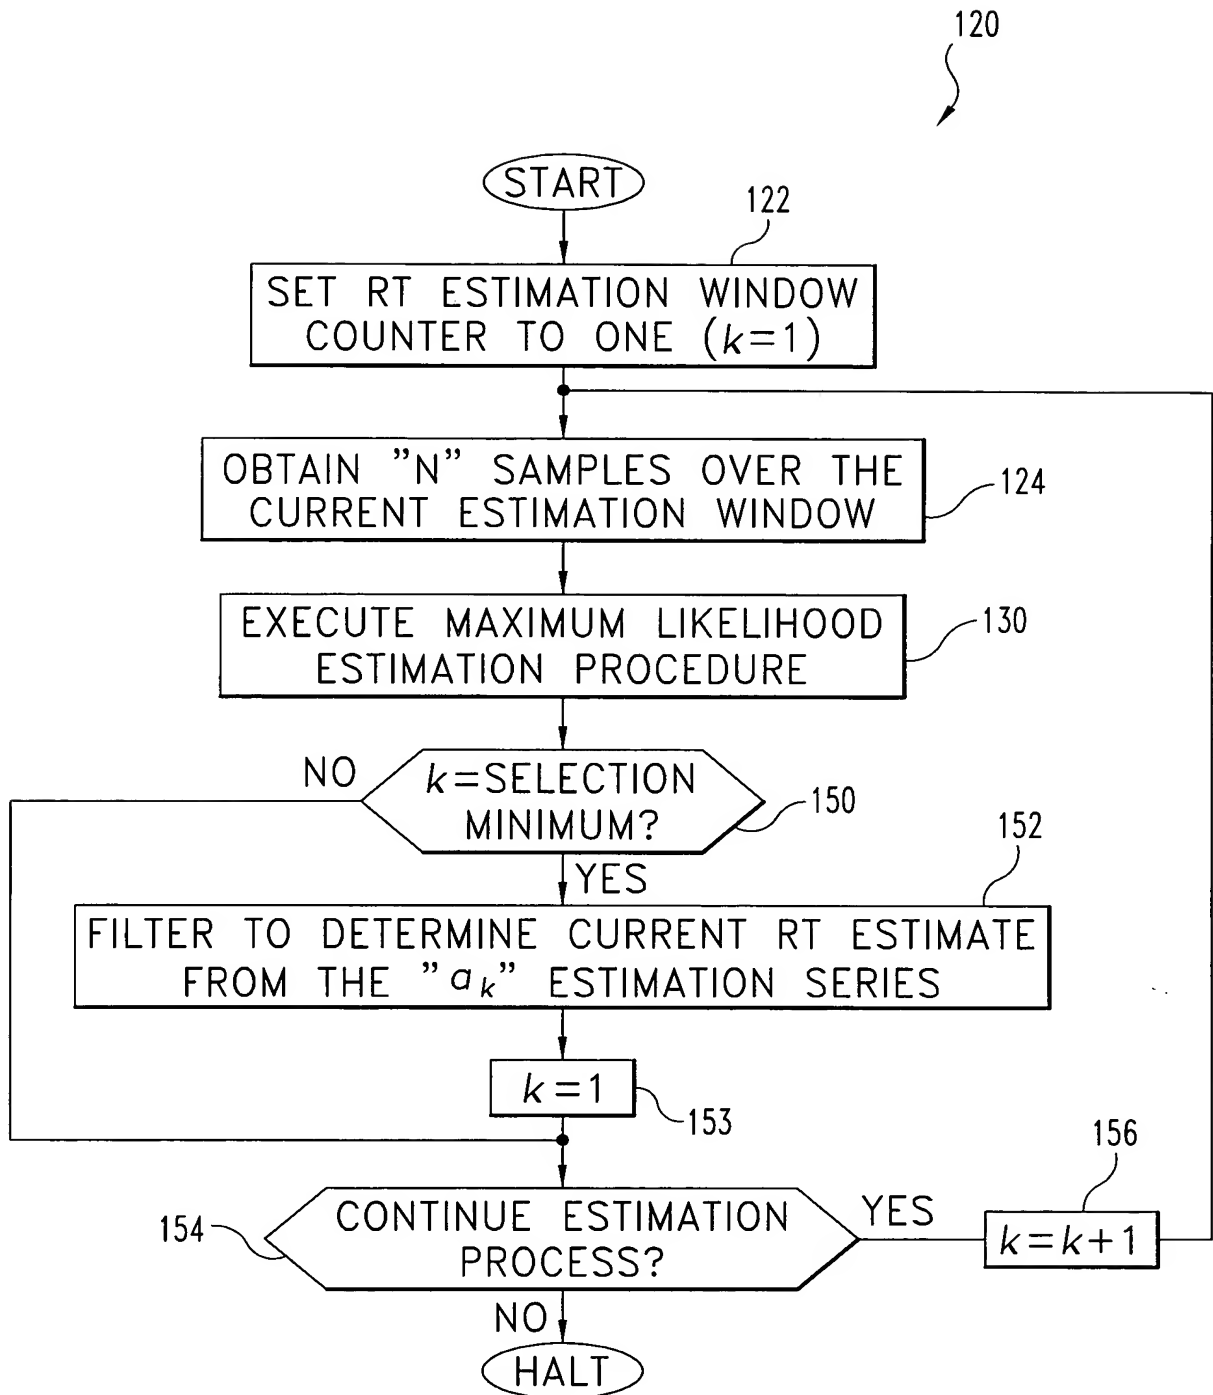 120
START
122
SET RT ESTIMATION WINDOW
COUNTER TO ONE (k=1)
OBTAIN "N" SAMPLES OVER THE
CURRENT ESTIMATION WINDOW
124
EXECUTE MAXIMUM LIKELIHOOD
ESTIMATION PROCEDURE
130
NO
k=SELECTION
MINIMUM?
150
YES
152
FILTER TO DETERMINE CURRENT RT ESTIMATE
FROM THE "ak" ESTIMATION SERIES
k=1
153
156
154
CONTINUE ESTIMATION
PROCESS?
YES
k=k+1
NO
HALT